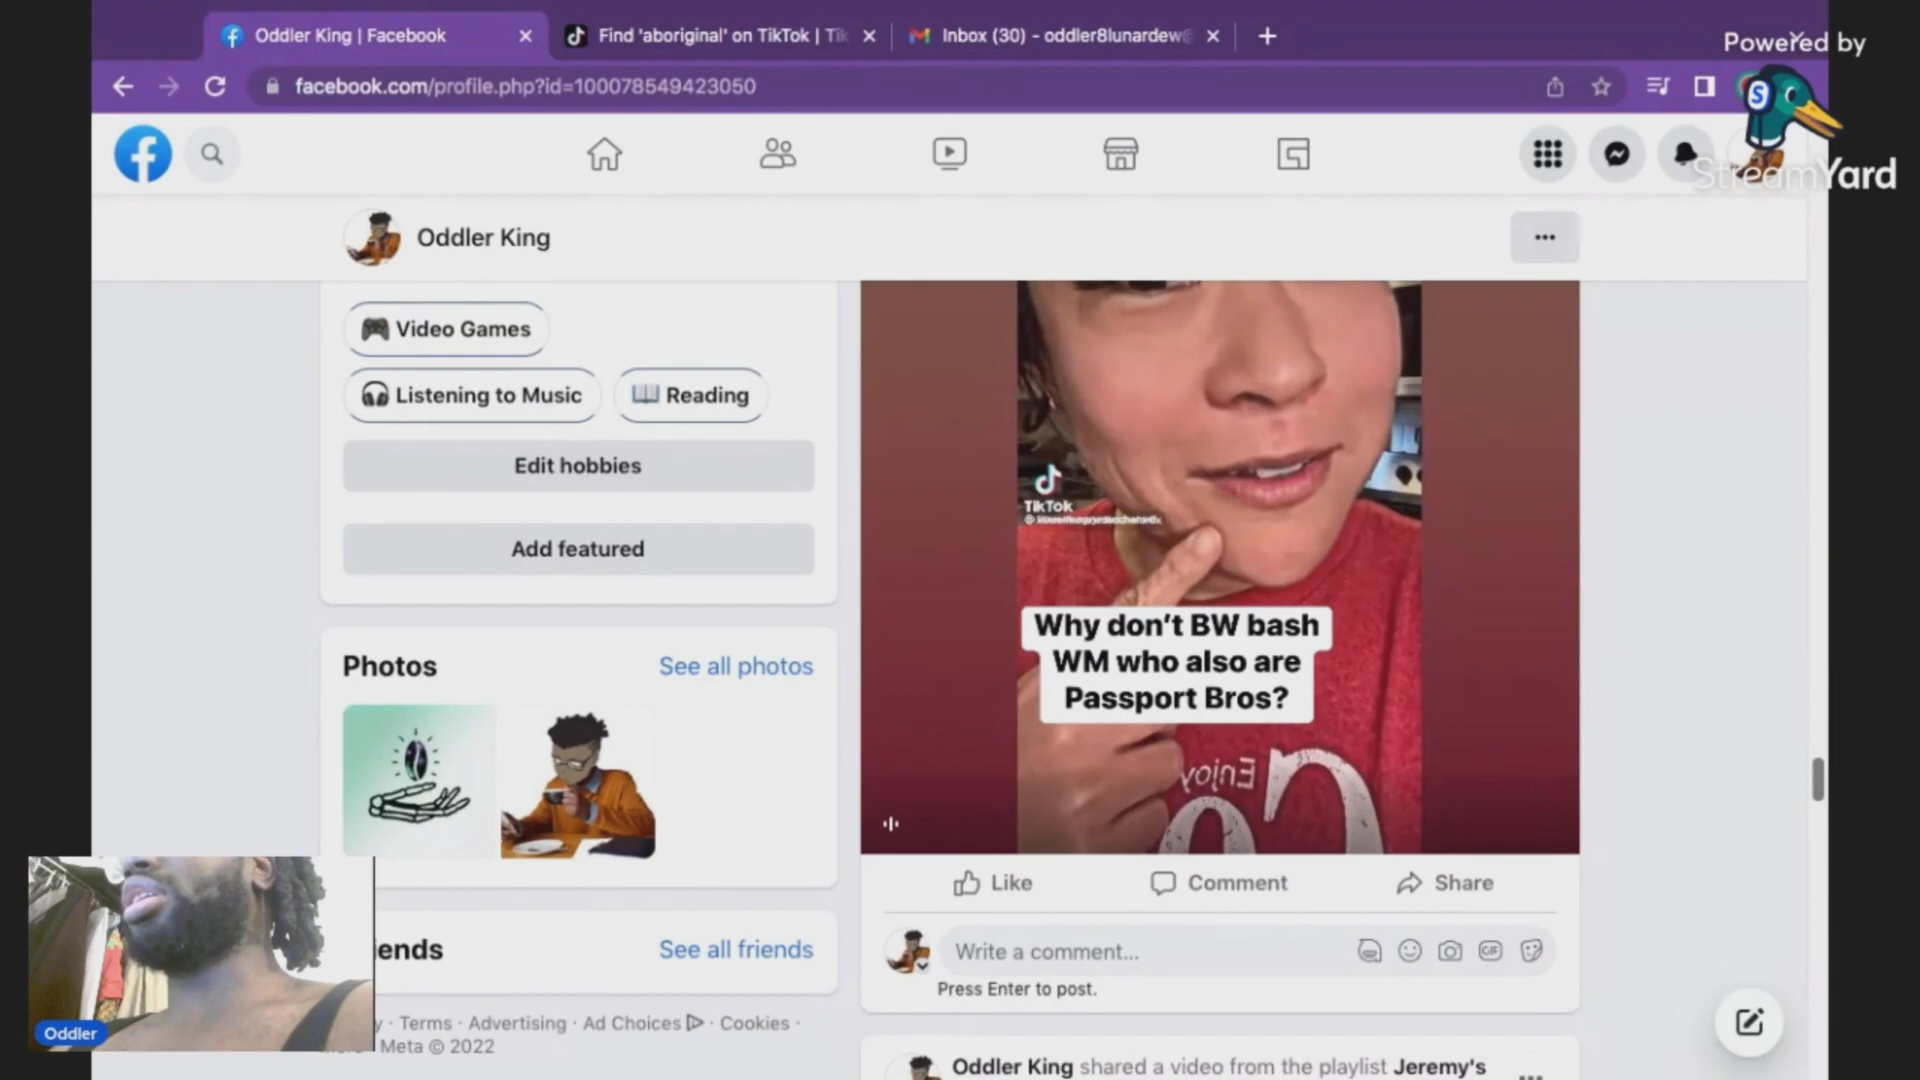 Oddler King | Facebook
Find 'aboriginal' on TikTok | Tik
Inbox (30) - oddler8lunardew@
Powered by
facebook.com/profile.php?id=100078549423050
StreamYard
Oddler King
Video Games
Listening to Music
Reading
Edit hobbies
Add featured
Photos
See all photos
TikTok
Why don't BW bash
WM who also are
Passport Bros?
Enjoy
Co
Like
Comment
Share
Write a comment...
GIF
Press Enter to post.
iends
See all friends
y · Terms · Advertising · Ad Choices · Cookies ·
Meta © 2022
Oddler
Oddler King shared a video from the playlist Jeremy's